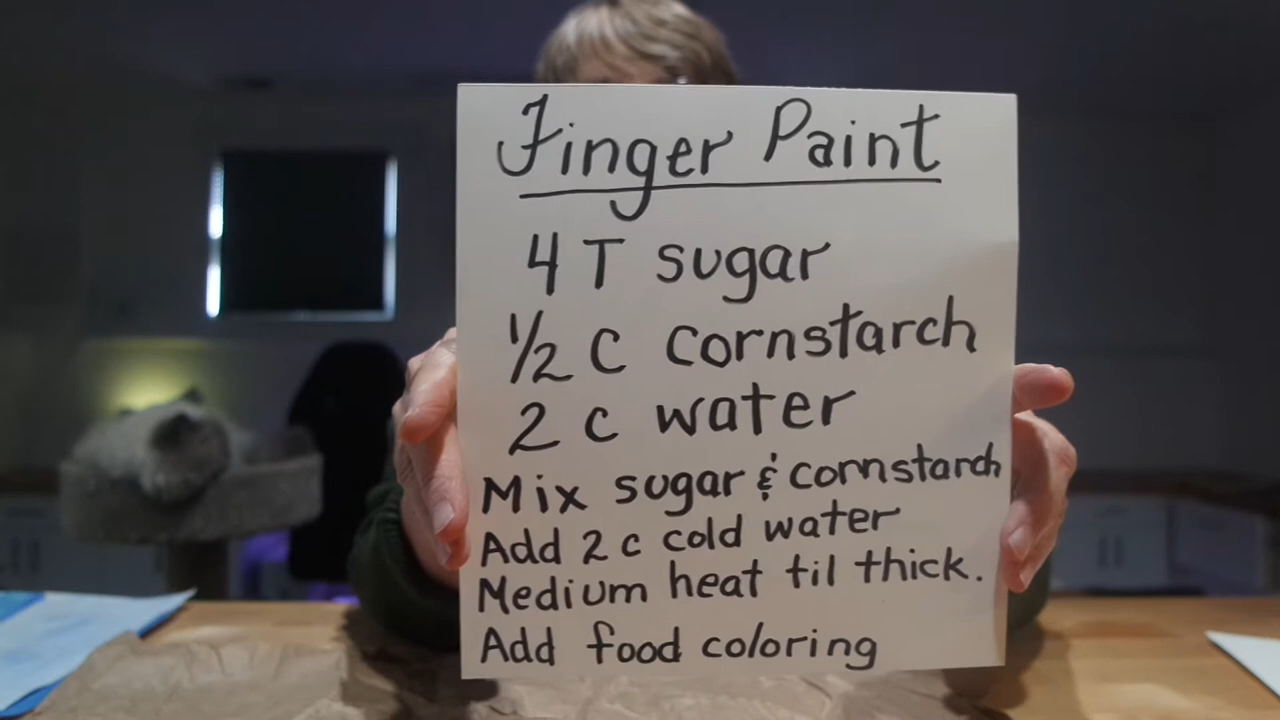 Finger Paint
4 T sugar
1/2 C cornstarch
2 c water
Mix sugar & cornstarch
Add 2 c cold water
Medium heat til thick.
Add food coloring